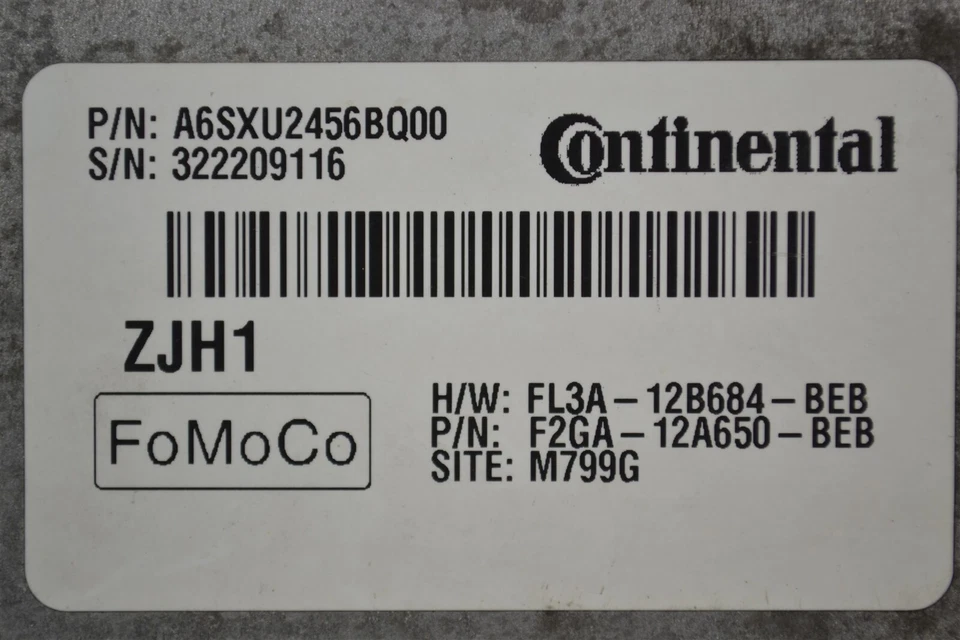 P/N: A6SXU2456BQ00
S/N: 322209116
Continental
ZJH1
FoMoCo
H/W: FL3A-12B684-BEB
P/N: F2GA-12A650-BEB
SITE: M799G